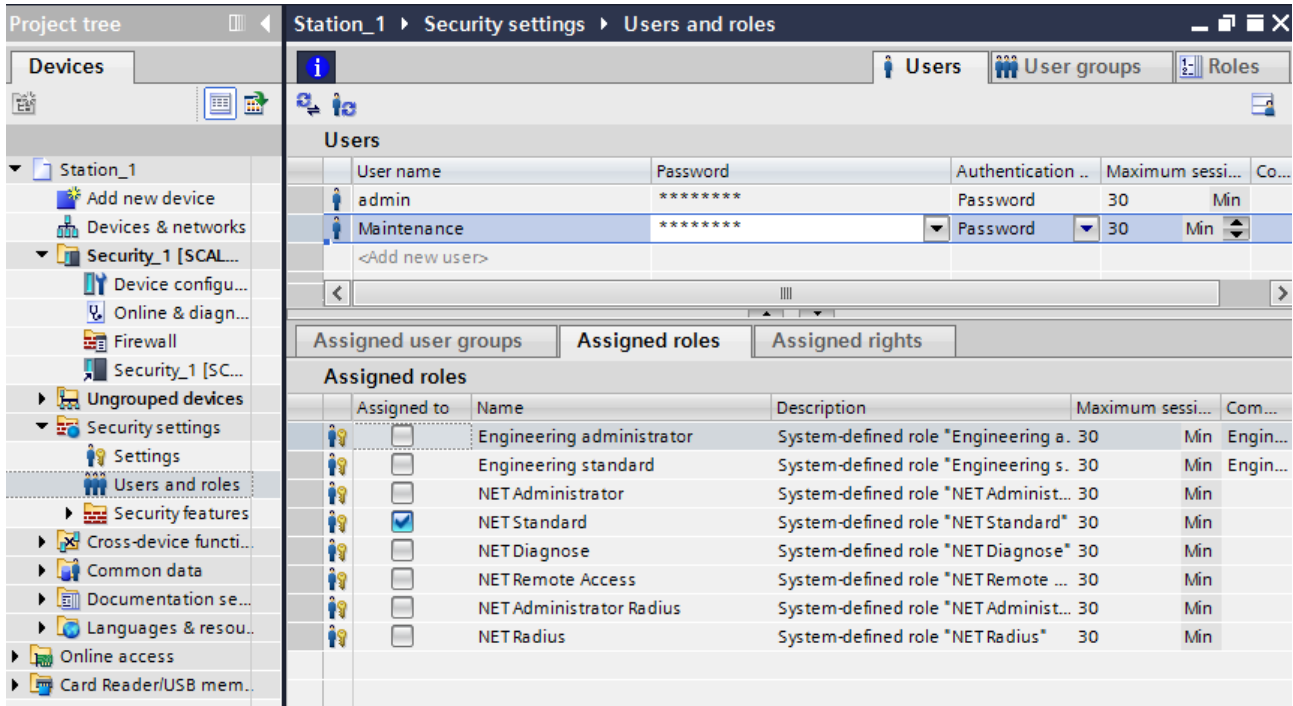 Project tree
Station_1 ▸ Security settings ▸ Users and roles
Devices
Users
User groups
Roles
Users
User name Password Authentication .. Maximum sessi... Co...
admin ******** Password 30 Min
Maintenance ******** Password 30 Min
<Add new user>
Station_1
Add new device
Devices & networks
Security_1 [SCAL...
Device configu...
Online & diagn...
Firewall
Security_1 [SC...
Ungrouped devices
Security settings
Settings
Users and roles
Security features
Cross-device functi...
Common data
Documentation se...
Languages & resou..
Online access
Card Reader/USB mem..
Assigned user groups
Assigned roles
Assigned rights
Assigned roles
Assigned to Name Description Maximum sessi... Com...
Engineering administrator System-defined role "Engineering a. 30 Min Engin...
Engineering standard System-defined role "Engineering s. 30 Min Engin...
NET Administrator System-defined role "NET Administ... 30 Min
NET Standard System-defined role "NET Standard" 30 Min
NET Diagnose System-defined role "NET Diagnose" 30 Min
NET Remote Access System-defined role "NET Remote ... 30 Min
NET Administrator Radius System-defined role "NET Administ... 30 Min
NET Radius System-defined role "NET Radius" 30 Min